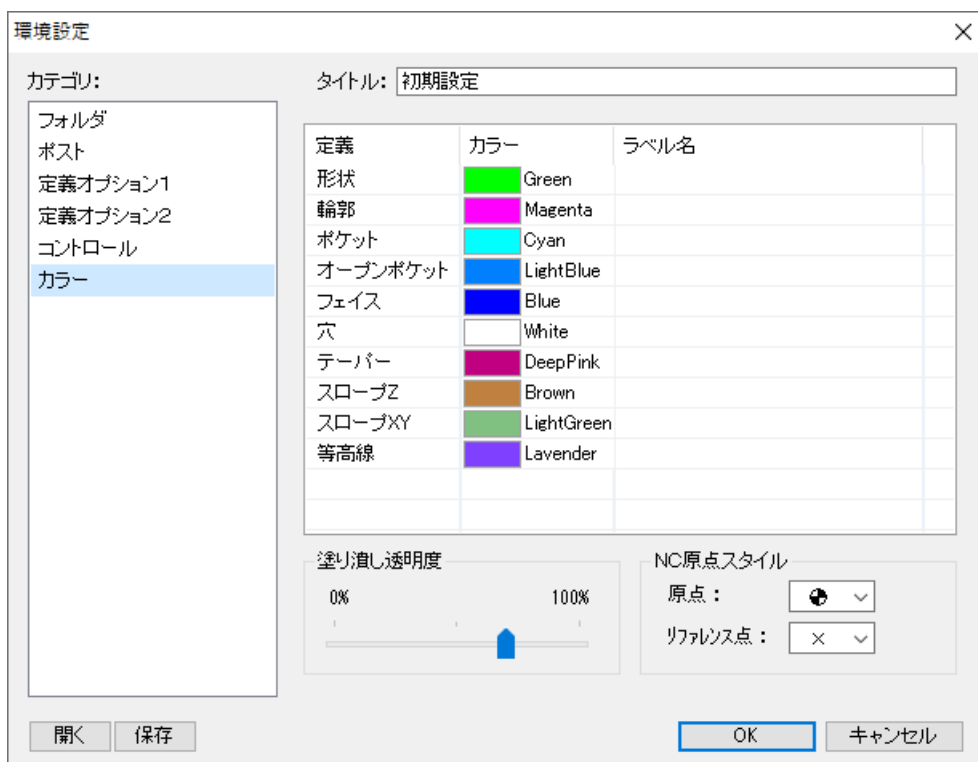 環境設定
カテゴリ:
フォルダ
ポスト
定義オプション1
定義オプション2
コントロール
カラー
タイトル: 初期設定
定義 カラー ラベル名
形状 Green
輪郭 Magenta
ポケット Cyan
オープンポケット LightBlue
フェイス Blue
穴 White
テーパー DeepPink
スロープZ Brown
スロープXY LightGreen
等高線 Lavender
塗り潰し透明度
0% 100%
NC原点スタイル
原点：
リファレンス点：
開く 保存 OK キャンセル